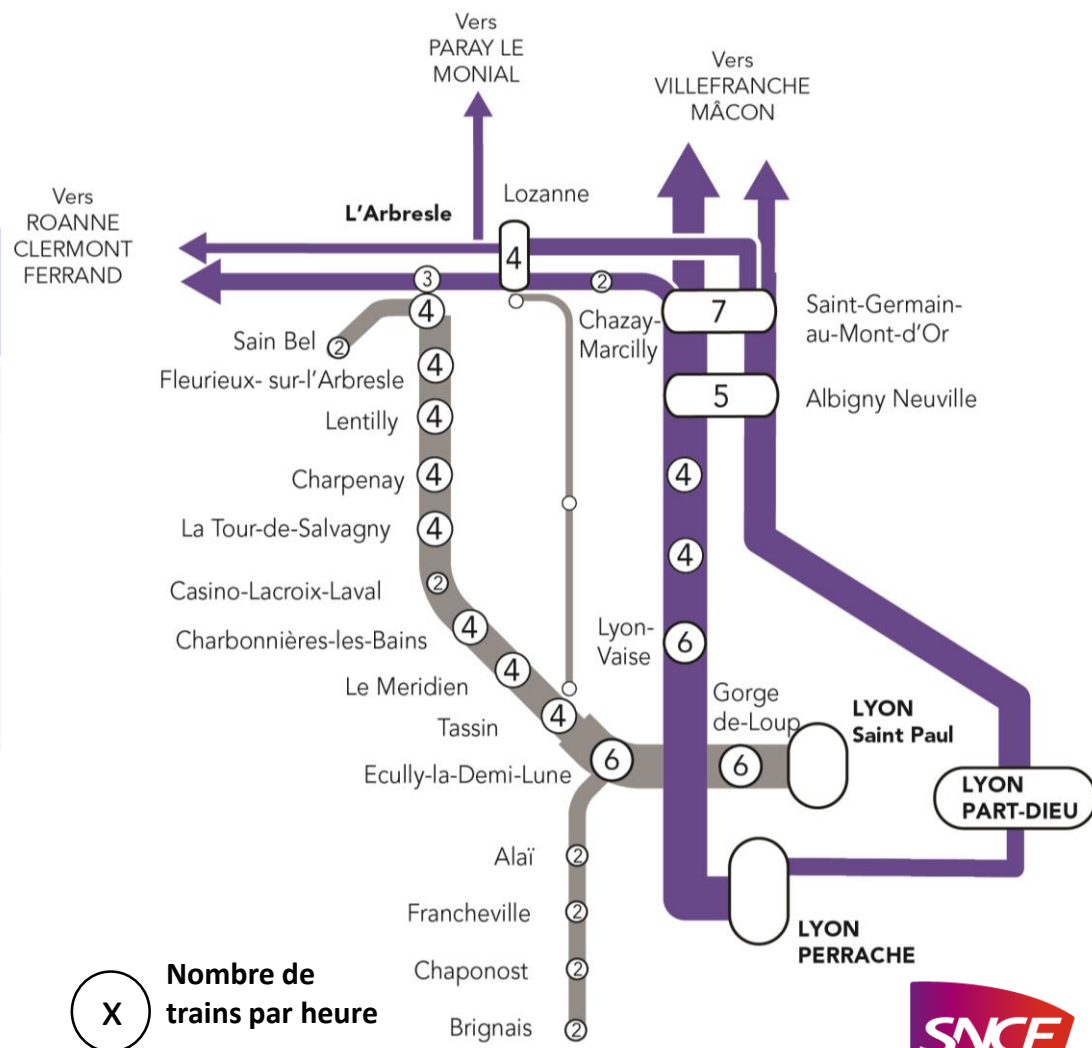 Vers
PARAY LE
MONIAL
Vers
VILLEFRANCHE
MÂCON
Vers
ROANNE
CLERMONT
FERRAND
L'Arbresle
Lozanne
4
3
2
4
Chazay-
Marcilly
7
Saint-Germain-
au-Mont-d'Or
Sain Bel
2
Fleurieux- sur-l'Arbresle
4
5
Albigny Neuville
Lentilly
4
Charpenay
4
4
La Tour-de-Salvagny
4
4
Casino-Lacroix-Laval
2
Charbonnières-les-Bains
4
Lyon-
Vaise
6
Le Meridien
4
Tassin
4
Gorge
de-Loup
LYON
Saint Paul
Ecully-la-Demi-Lune
6
6
LYON
PART-DIEU
Alaï
2
Francheville
2
LYON
PERRACHE
Chaponost
2
Brignais
2
X
Nombre de
trains par heure
SNCF